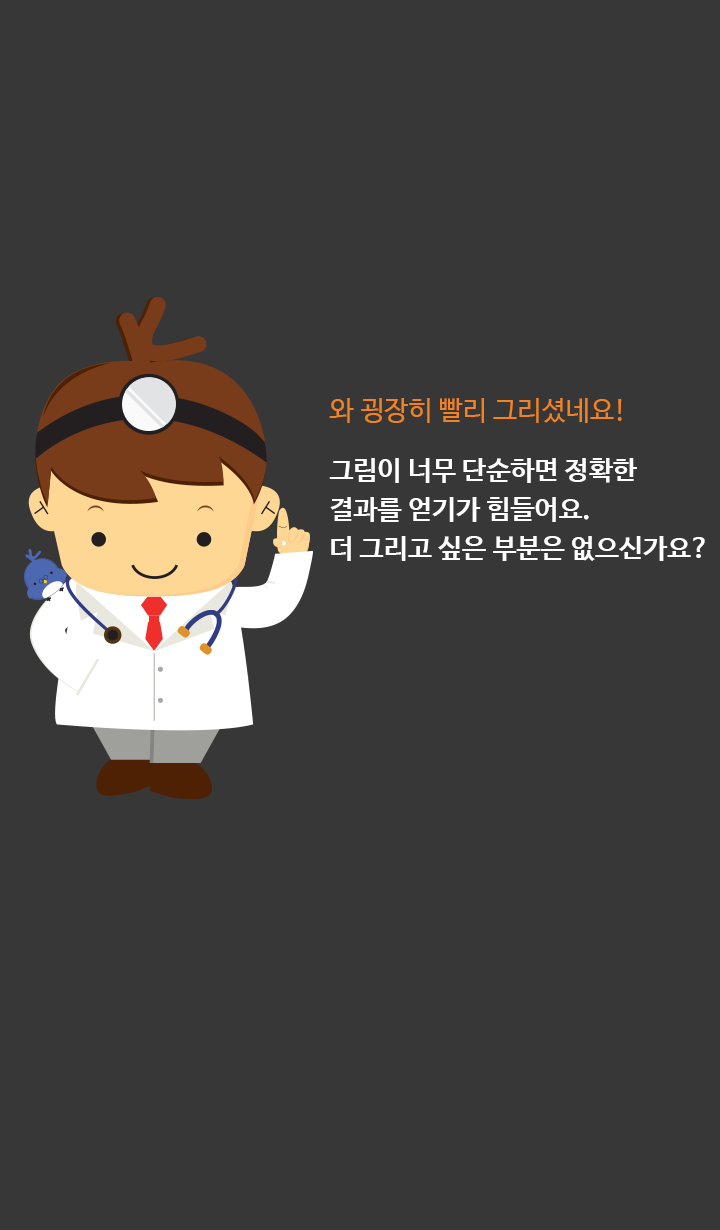 와 굉장히 빨리 그리셨네요!
그림이 너무 단순하면 정확한
결과를 얻기가 힘들어요.
더 그리고 싶은 부분은 없으신가요?